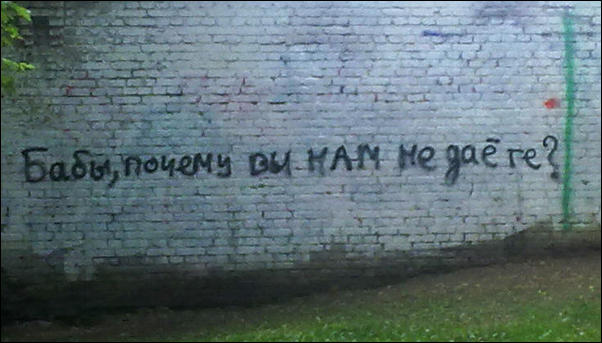 Бабы, почему вы нам не даёте?